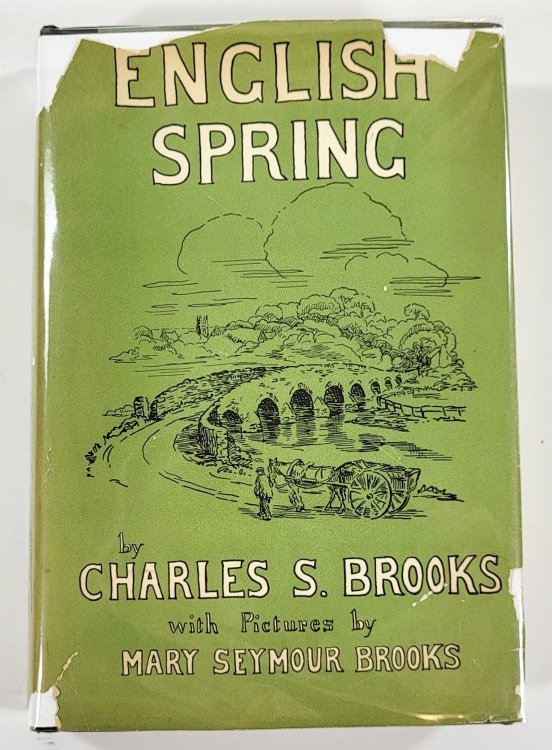 ENGLISH
SPRING
by
CHARLES S. BROOKS
with Pictures by
MARY SEYMOUR BROOKS